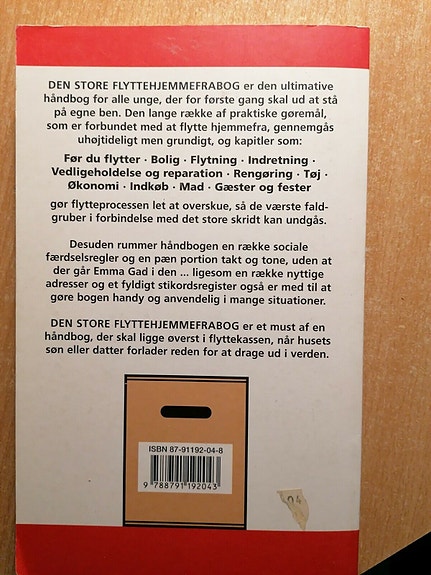 DEN STORE FLYTTEHJEMMEFRABOG er den ultimative
håndbog for alle unge, der for første gang skal ud at stå
på egne ben. Den lange række af praktiske gøremål,
som er forbundet med at flytte hjemmefra, gennemgås
uhøjtideligt men grundigt, og kapitler som:
Før du flytter · Bolig · Flytning · Indretning ·
Vedligeholdelse og reparation · Rengøring · Tøj ·
Økonomi · Indkøb · Mad · Gæster og fester
gør flytteprocessen let at overskue, så de værste fald-
gruber i forbindelse med det store skridt kan undgås.
Desuden rummer håndbogen en række sociale
færdselsregler og en pæn portion takt og tone, uden at
der går Emma Gad i den ... ligesom en række nyttige
adresser og et fyldigt stikordsregister også er med til at
gøre bogen handy og anvendelig i mange situationer.
DEN STORE FLYTTEHJEMMEFRABOG er et must af en
håndbog, der skal ligge øverst i flyttekassen, når husets
søn eller datter forlader reden for at drage ud i verden.
ISBN 87-91192-04-8
9 788791 192043